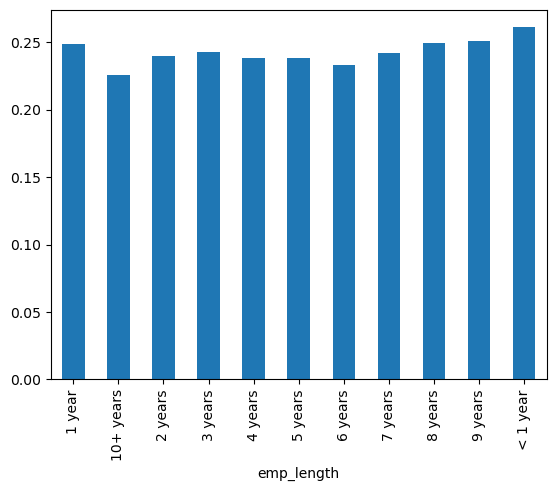 0.25
0.20
0.15
0.10
0.05
0.00
1 year
10+ years
2 years
3 years
4 years
5 years
6 years
7 years
8 years
9 years
< 1 year
emp_length